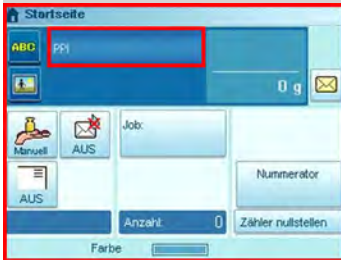 Startseite
ABC
PPI
0 g
Manuell
AUS
Job:
AUS
Nummerator
Anzahl: 0
Zähler nullstellen
Farbe